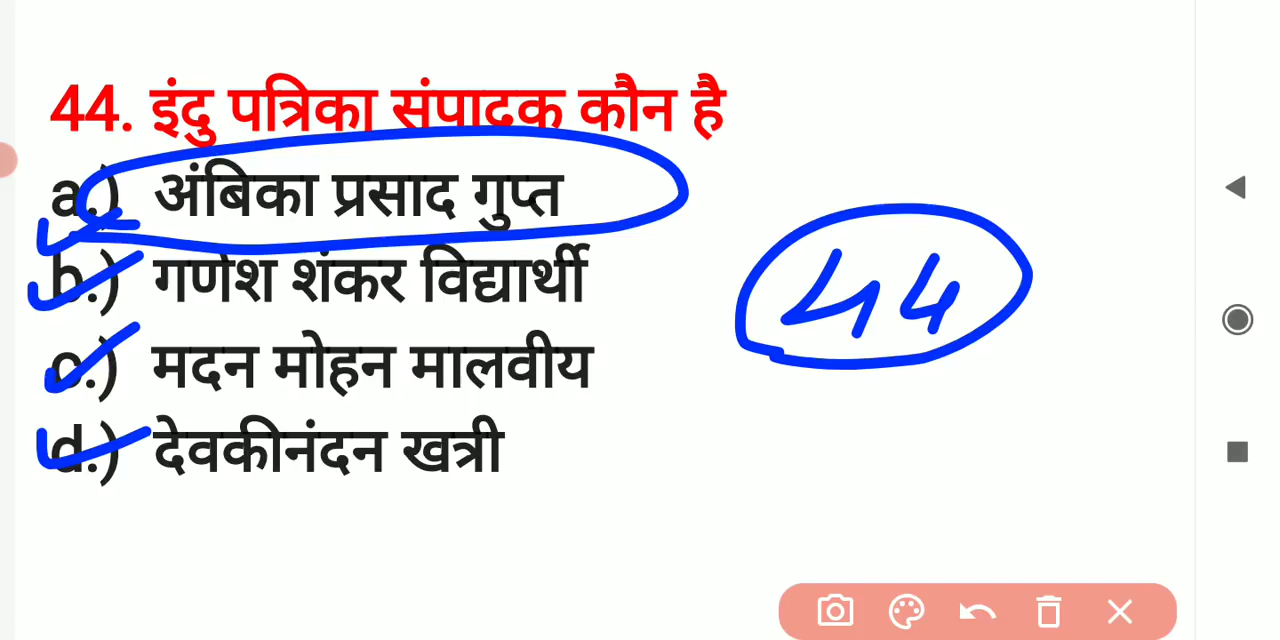 44. इंदु पत्रिका संपादक कौन है
a.) अंबिका प्रसाद गुप्त
b.) गणेश शंकर विद्यार्थी
44
c.) मदन मोहन मालवीय
d.) देवकीनंदन खत्री